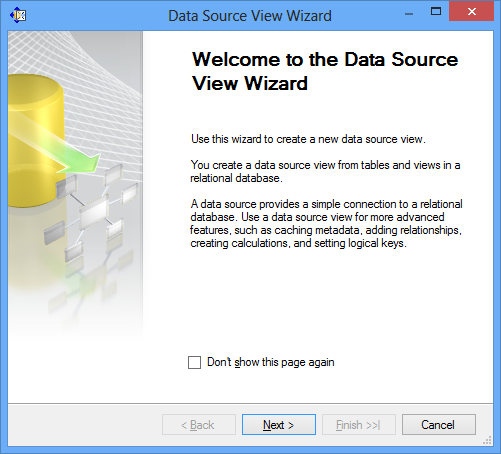 Data Source View Wizard
Welcome to the Data Source
View Wizard
Use this wizard to create a new data source view.
You create a data source view from tables and views in a
relational database.
A data source provides a simple connection to a relational
database. Use a data source view for more advanced
features, such as caching metadata, adding relationships,
creating calculations, and setting logical keys.
Don't show this page again
< Back
Next >
Finish >>|
Cancel